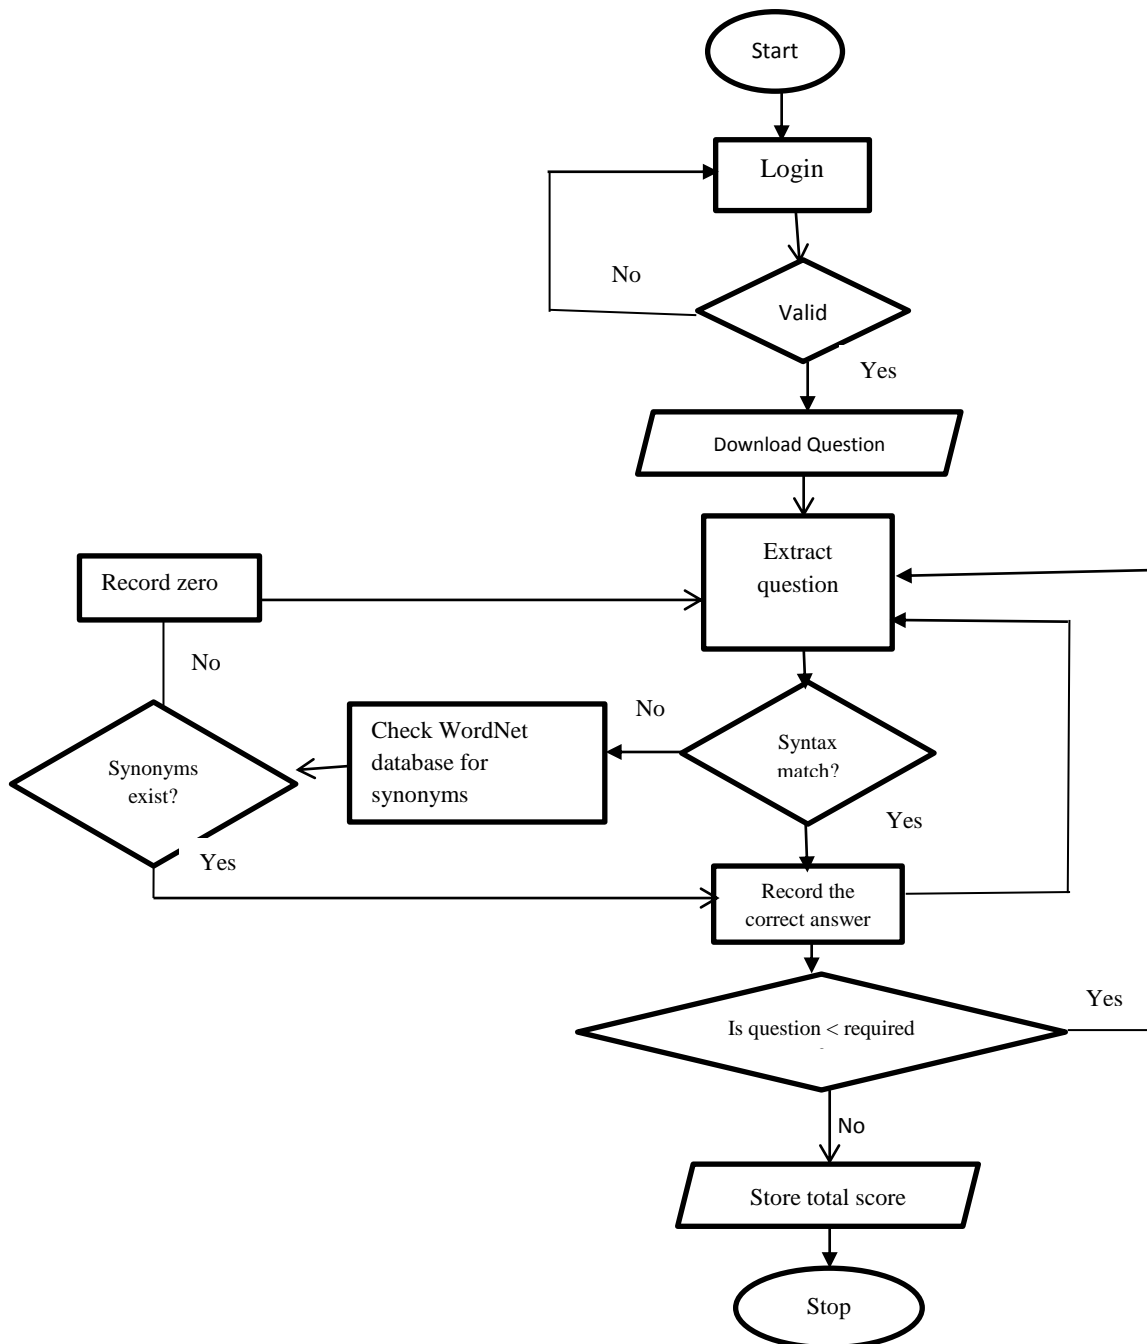 Start
Login
No
Valid
Yes
Download Question
Extract
question
Record zero
No
Check WordNet
database for
synonyms
No
Syntax
match?
Synonyms
exist?
Yes
Yes
Record the
correct answer
Is question < required
Yes
No
Store total score
Stop